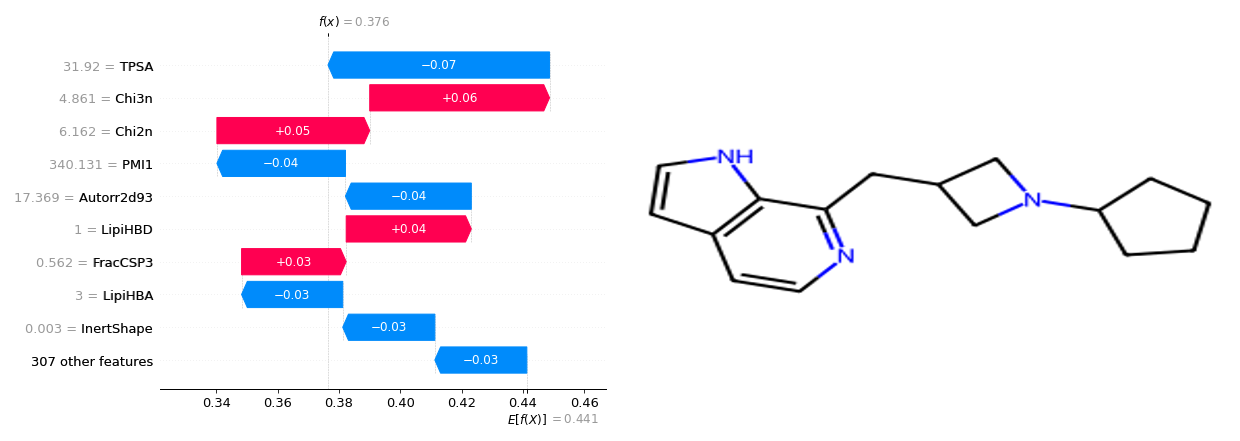 f(x) = 0.376
31.92 = TPSA −0.07
4.861 = Chi3n +0.06
6.162 = Chi2n +0.05
340.131 = PMI1 −0.04
17.369 = Autorr2d93 −0.04
1 = LipiHBD +0.04
0.562 = FracCSP3 +0.03
3 = LipiHBA −0.03
0.003 = InertShape −0.03
307 other features −0.03
0.34 0.36 0.38 0.40 0.42 0.44 0.46
E[f(X)] = 0.441
NH
N
N